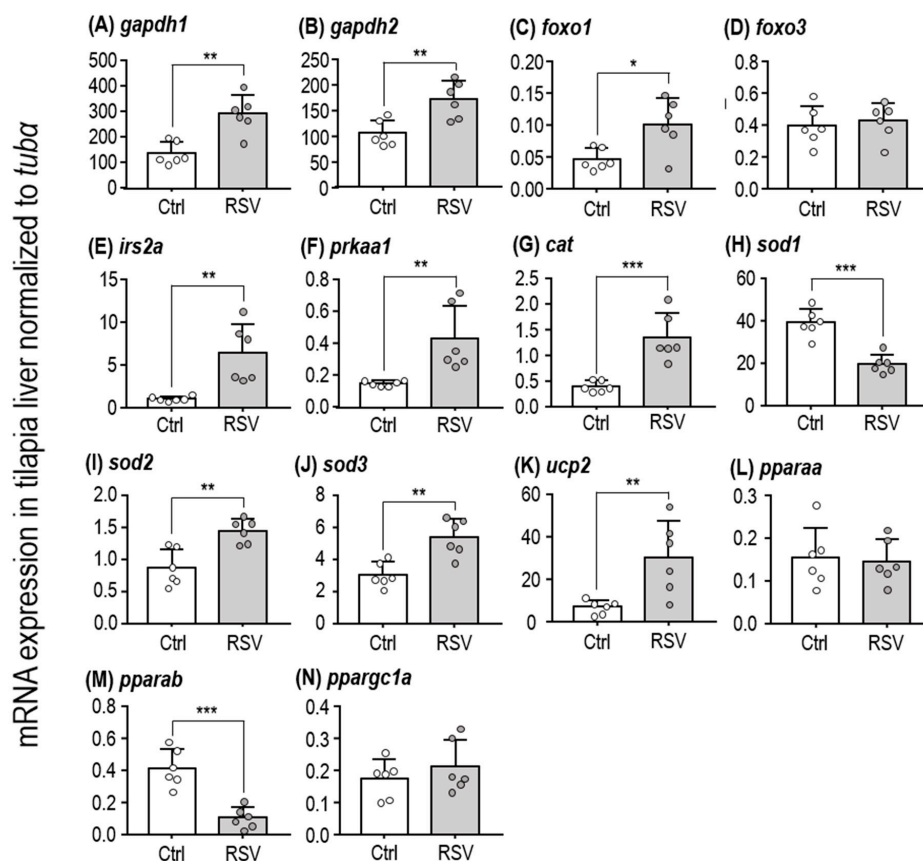 mRNA expression in tilapia liver normalized to tubα
(A) gapdh1
**
500
400
300
200
100
0
Ctrl RSV
(B) gapdh2
**
250
200
150
100
50
0
Ctrl RSV
(C) foxo1
*
0.20
0.15
0.10
0.05
0.00
Ctrl RSV
(D) foxo3
0.8
0.6
0.4
0.2
0.0
Ctrl RSV
(E) irs2a
**
15
10
5
0
Ctrl RSV
(F) prkaa1
**
0.8
0.6
0.4
0.2
0.0
Ctrl RSV
(G) cat
***
2.5
2.0
1.5
1.0
0.5
0.0
Ctrl RSV
(H) sod1
***
60
40
20
0
Ctrl RSV
(I) sod2
**
2.0
1.5
1.0
0.5
0.0
Ctrl RSV
(J) sod3
**
8
6
4
2
0
Ctrl RSV
(K) ucp2
**
60
40
20
0
Ctrl RSV
(L) pparaa
0.3
0.2
0.1
0.0
Ctrl RSV
(M) pparab
***
0.8
0.6
0.4
0.2
0.0
Ctrl RSV
(N) ppargc1a
0.4
0.3
0.2
0.1
0.0
Ctrl RSV